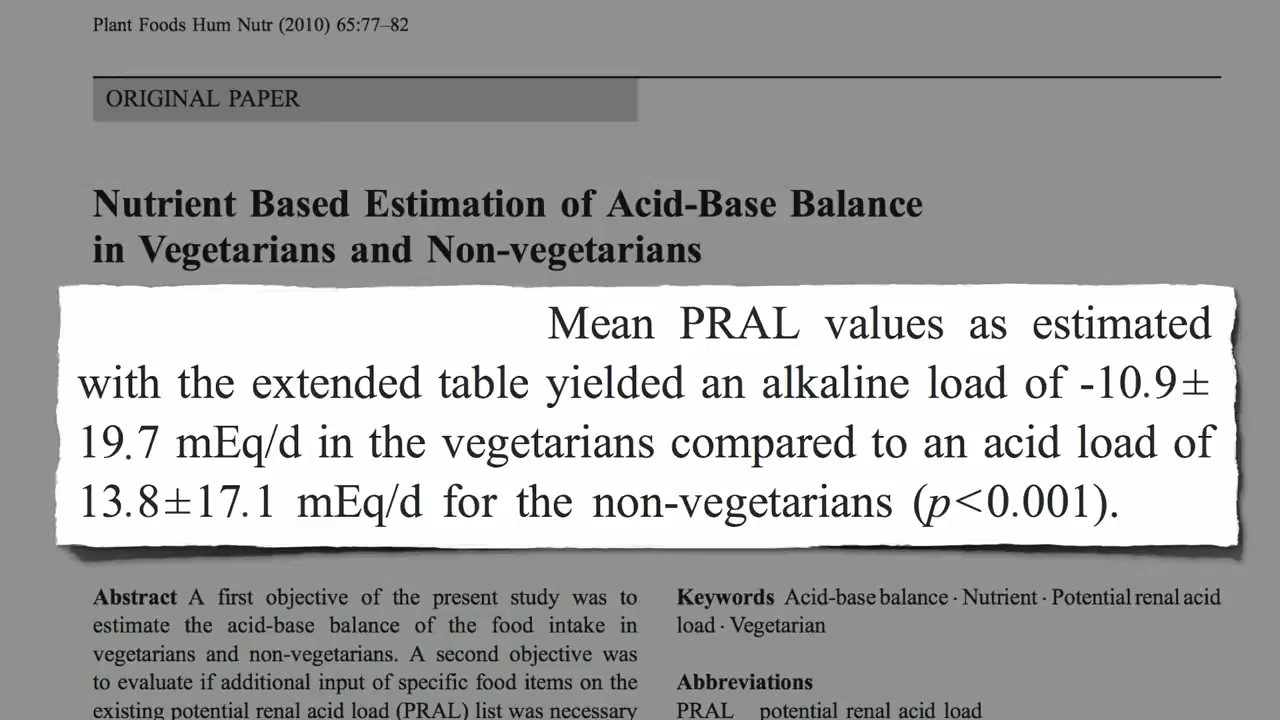 Plant Foods Hum Nutr (2010) 65:77–82
ORIGINAL PAPER
Nutrient Based Estimation of Acid-Base Balance
in Vegetarians and Non-vegetarians
Mean PRAL values as estimated
with the extended table yielded an alkaline load of -10.9±
19.7 mEq/d in the vegetarians compared to an acid load of
13.8±17.1 mEq/d for the non-vegetarians (p<0.001).
Abstract A first objective of the present study was to
estimate the acid-base balance of the food intake in
vegetarians and non-vegetarians. A second objective was
to evaluate if additional input of specific food items on the
existing potential renal acid load (PRAL) list was necessary
Keywords Acid-base balance · Nutrient · Potential renal acid
load · Vegetarian
Abbreviations
PRAL potential renal acid load